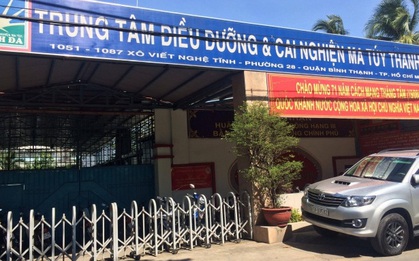 TRUNG TÂM ĐIỀU DƯỠNG & CAI NGHIỆN MA TÚY THANH
1051 - 1087 XÔ VIẾT NGHỆ TĨNH - PHƯỜNG 28 - QUẬN BÌNH THẠNH - TP. HỒ CHÍ
CHÀO MỪNG 71 NĂM CÁCH MẠNG THÁNG TÁM
QUỐC KHÁNH NƯỚC CỘNG HÒA XÃ HỘI CHỦ NGHĨA VIỆT